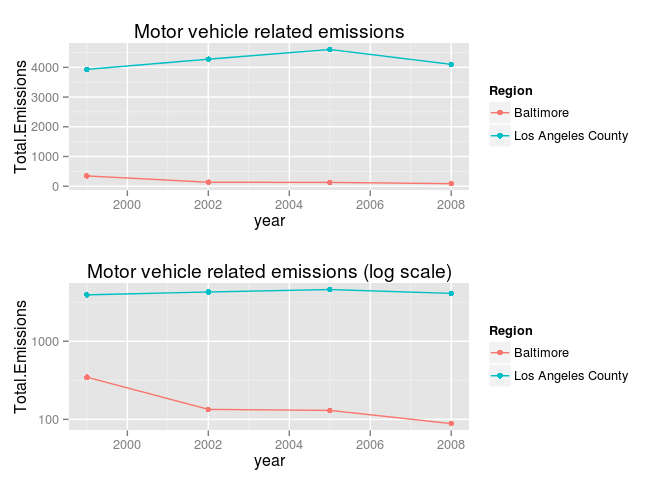 Motor vehicle related emissions
Total.Emissions
4000
3000
2000
1000
0
2000 2002 2004 2006 2008
year
Region
Baltimore
Los Angeles County
Motor vehicle related emissions (log scale)
Total.Emissions
1000
100
2000 2002 2004 2006 2008
year
Region
Baltimore
Los Angeles County